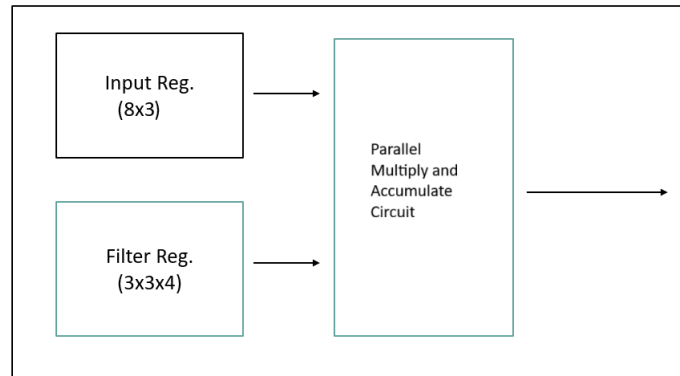 Input Reg.
(8x3)
Filter Reg.
(3x3x4)
Parallel
Multiply and
Accumulate
Circuit